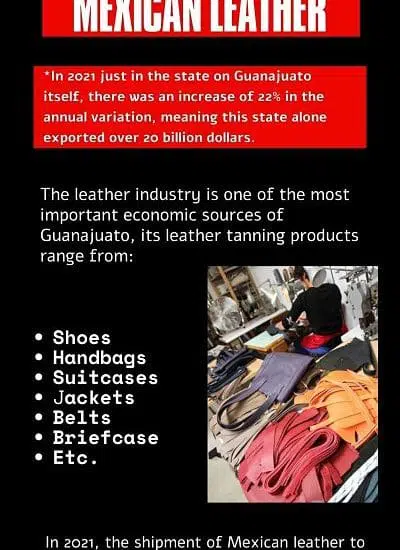 MEXICAN LEATHER
*In 2021 just in the state on Guanajuato
itself, there was an increase of 22% in the
annual variation, meaning this state alone
exported over 20 billion dollars.
The leather industry is one of the most
important economic sources of
Guanajuato, its leather tanning products
range from:
• Shoes
• Handbags
• Suitcases
• Jackets
• Belts
• Briefcase
• Etc.
In 2021, the shipment of Mexican leather to